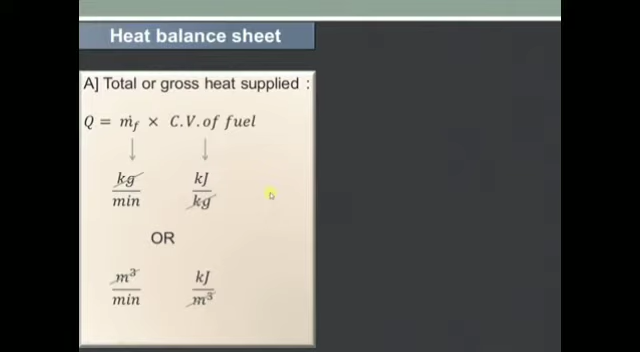 Heat balance sheet
A] Total or gross heat supplied :
Q = ṁf × C.V.of fuel
kg kJ
min kg
OR
m³ kJ
min m³